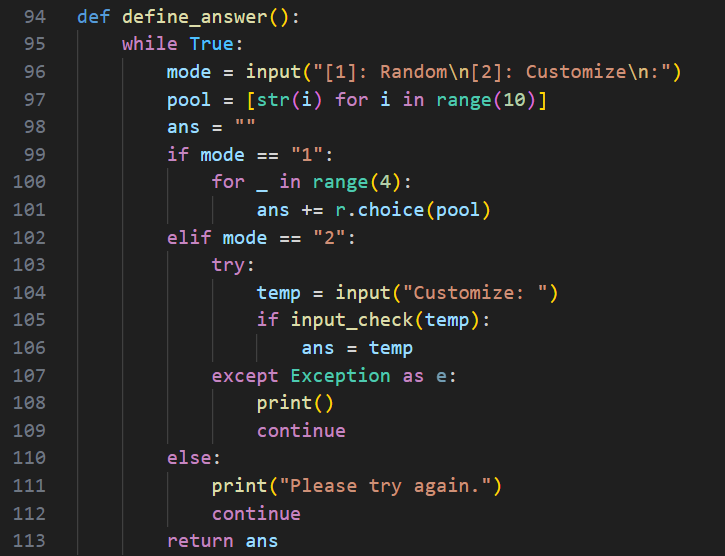 94 def define_answer():
95     while True:
96         mode = input("[1]: Random\n[2]: Customize\n:")
97         pool = [str(i) for i in range(10)]
98         ans = ""
99         if mode == "1":
100             for _ in range(4):
101                 ans += r.choice(pool)
102         elif mode == "2":
103             try:
104                 temp = input("Customize: ")
105                 if input_check(temp):
106                     ans = temp
107             except Exception as e:
108                 print()
109                 continue
110         else:
111             print("Please try again.")
112             continue
113         return ans